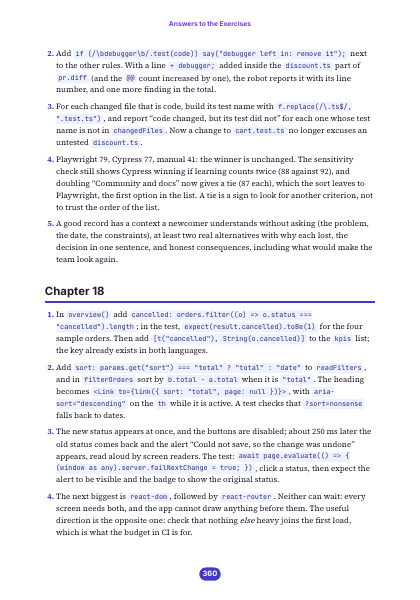 Answers to the Exercises
2. Add if (/\bdebugger\b/.test(code)) say("debugger left in: remove it"); next
to the other rules. With a line + debugger; added inside the discount.ts part of
pr.diff (and the @@ count increased by one), the robot reports it with its line
number, and one more finding in the total.
3. For each changed file that is code, build its test name with f.replace(/\.ts$/,
".test.ts"), and report “code changed, but its test did not” for each one whose test
name is not in changedFiles. Now a change to cart.test.ts no longer excuses an
untested discount.ts.
4. Playwright 79, Cypress 77, manual 41: the winner is unchanged. The sensitivity
check still shows Cypress winning if learning counts twice (88 against 92), and
doubling “Community and docs” now gives a tie (87 each), which the sort leaves to
Playwright, the first option in the list. A tie is a sign to look for another criterion, not
to trust the order of the list.
5. A good record has a context a newcomer understands without asking (the problem,
the date, the constraints), at least two real alternatives with why each lost, the
decision in one sentence, and honest consequences, including what would make the
team look again.
Chapter 18
1. In overview() add cancelled: orders.filter((o) => o.status ===
"cancelled").length; in the test, expect(result.cancelled).toBe(1) for the four
sample orders. Then add [t("cancelled"), String(o.cancelled)] to the kpis list;
the key already exists in both languages.
2. Add sort: params.get("sort") === "total" ? "total" : "date" to readFilters,
and in filterOrders sort by b.total - a.total when it is "total". The heading
becomes <Link to={link({ sort: "total", page: null })}>, with aria-
sort="descending" on the th while it is active. A test checks that ?sort=nonsense
falls back to dates.
3. The new status appears at once, and the buttons are disabled; about 250 ms later the
old status comes back and the alert “Could not save, so the change was undone”
appears, read aloud by screen readers. The test: await page.evaluate(() => {
(window as any).server.failNextChange = true; }), click a status, then expect the
alert to be visible and the badge to show the original status.
4. The next biggest is react-dom, followed by react-router. Neither can wait: every
screen needs both, and the app cannot draw anything before them. The useful
direction is the opposite one: check that nothing else heavy joins the first load,
which is what the budget in CI is for.
360